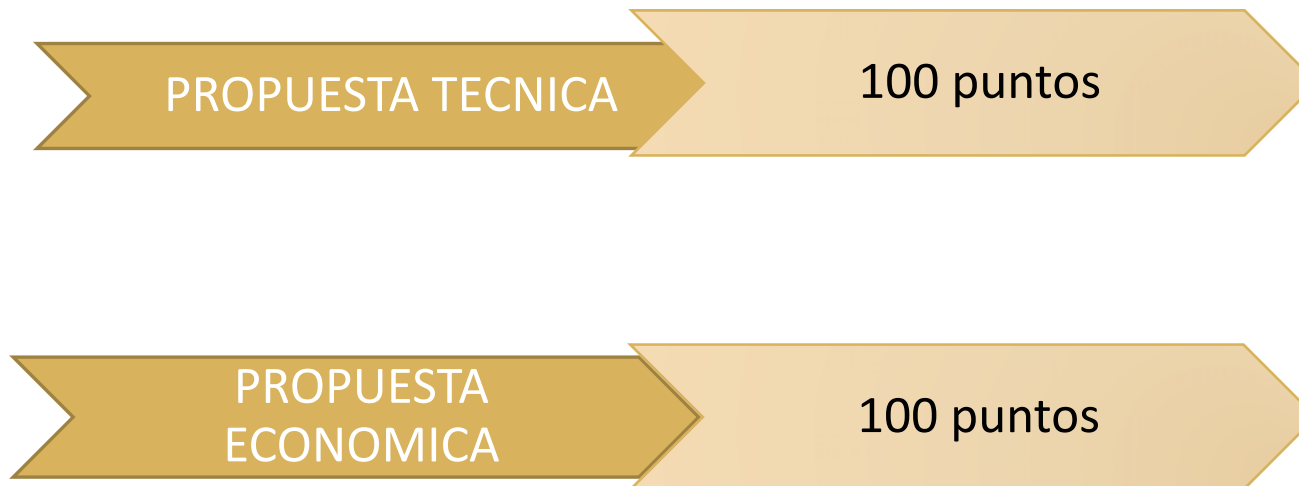 PROPUESTA TECNICA
100 puntos
PROPUESTA
ECONOMICA
100 puntos